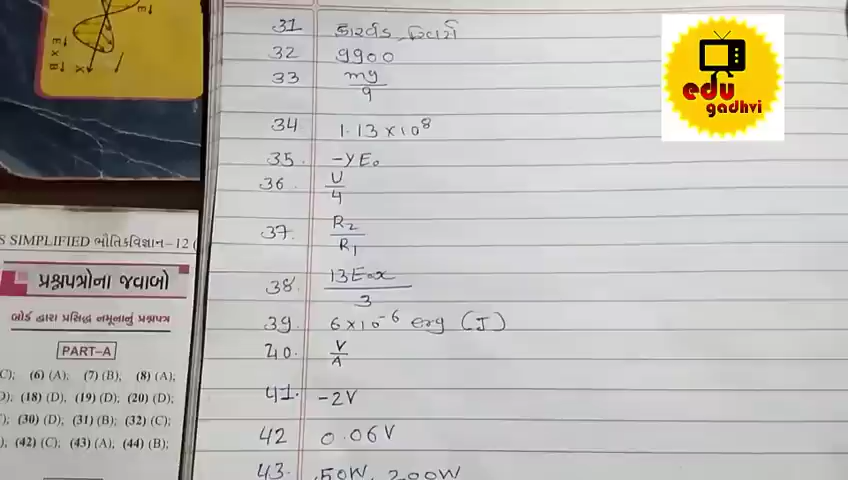 31 ફોરવર્ડ રિવર્સ
32 9900
33 mg/q
34 1.13×10⁸
35. -yE₀
36. U/4
37. R₂/R₁
38. 13E₀x/3
39. 6×10⁻⁶ erg (J)
40. V/A
41. -2V
42 0.06V
43. 50W, 200W
edu
gadhvi
S SIMPLIFIED ભૌતિકવિજ્ઞાન–12 (
પ્રશ્નપત્રોના જવાબો
બોર્ડ દ્વારા પ્રસિદ્ધ નમૂનાનું પ્રશ્નપત્ર
PART–A
C); (6) (A); (7) (B); (8) (A);
D); (18) (D), (19) (D); (20) (D);
); (30) (D); (31) (B); (32) (C);
), (42) (C); (43) (A); (44) (B);